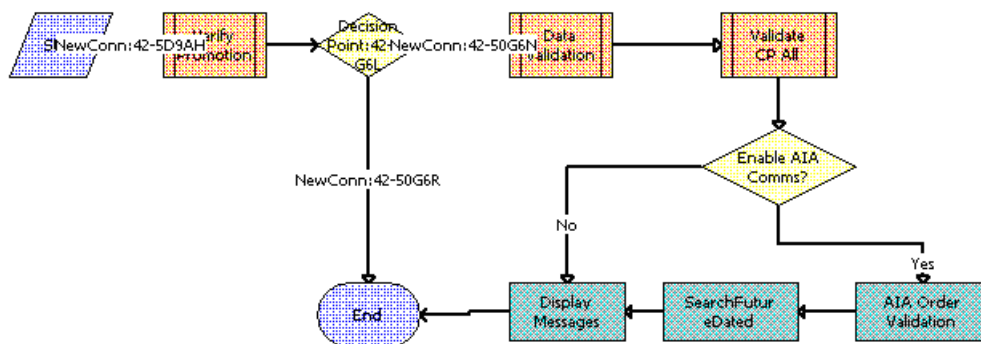 NewConn:42-5D9AH
Verify
Promotion
Decision
Point:42-
G6L
NewConn:42-50G6N
Data
Validation
Validate
CP All
Enable AIA
Comms?
NewConn:42-50G6R
No
Yes
End
Display
Messages
SearchFutur
eDated
AIA Order
Validation